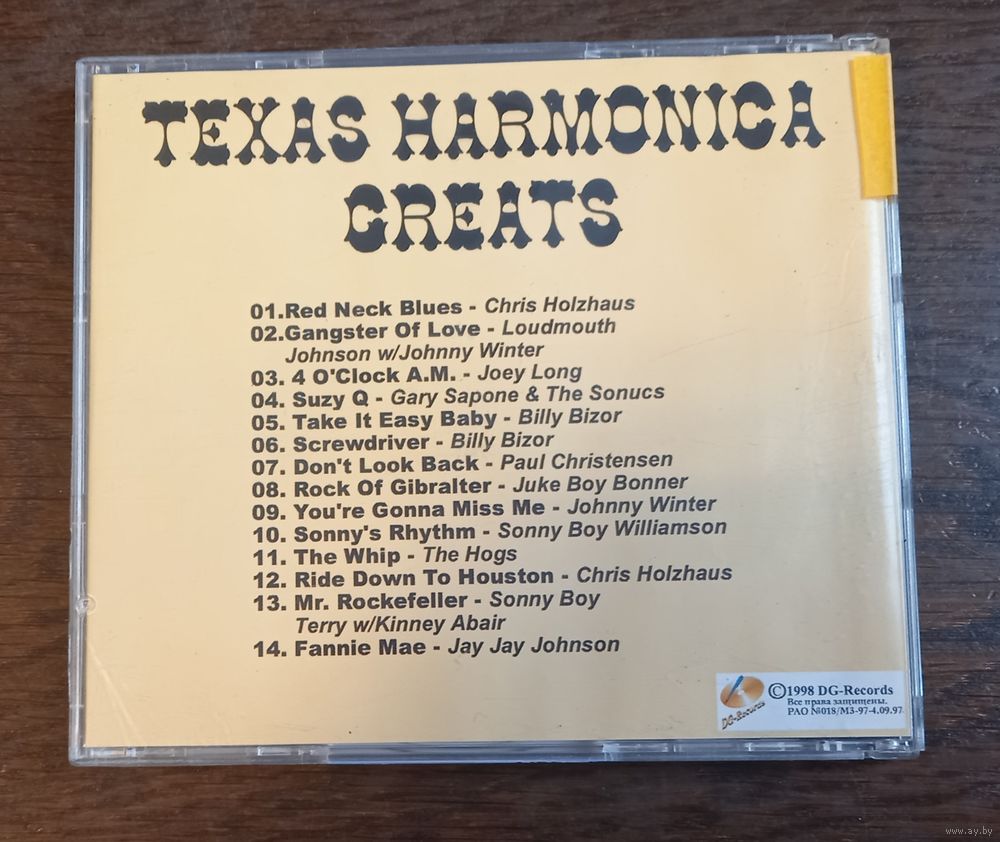 TEXAS HARMONICA
GREATS
01.Red Neck Blues - Chris Holzhaus
02.Gangster Of Love - Loudmouth
Johnson w/Johnny Winter
03. 4 O'Clock A.M. - Joey Long
04. Suzy Q - Gary Sapone & The Sonucs
05. Take It Easy Baby - Billy Bizor
06. Screwdriver - Billy Bizor
07. Don't Look Back - Paul Christensen
08. Rock Of Gibralter - Juke Boy Bonner
09. You're Gonna Miss Me - Johnny Winter
10. Sonny's Rhythm - Sonny Boy Williamson
11. The Whip - The Hogs
12. Ride Down To Houston - Chris Holzhaus
13. Mr. Rockefeller - Sonny Boy
Terry w/Kinney Abair
14. Fannie Mae - Jay Jay Johnson
DG-Records
©1998 DG-Records
Все права защищены.
РАО №018/МЗ-97-4.09.97
www.ay.by